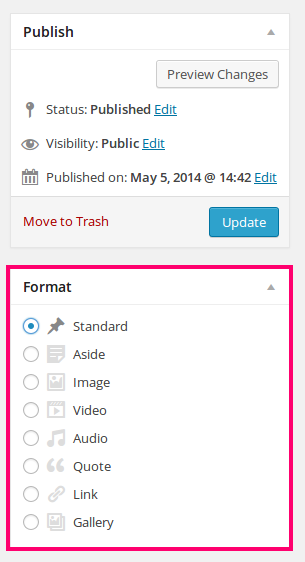 Publish
Preview Changes
Status: Published Edit
Visibility: Public Edit
Published on: May 5, 2014 @ 14:42 Edit
Move to Trash
Update
Format
Standard
Aside
Image
Video
Audio
Quote
Link
Gallery